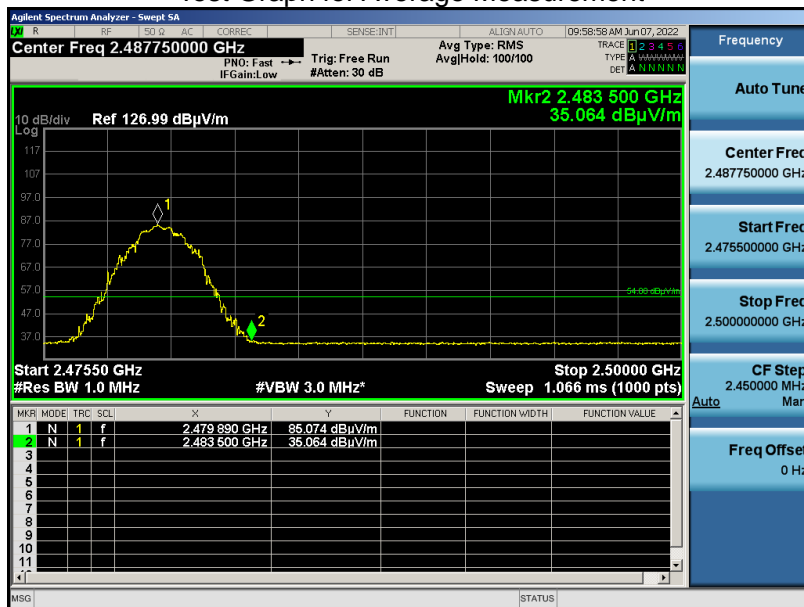 Test Graph for Average Measurement
Agilent Spectrum Analyzer - Swept SA
LXI R RF 50 Ω AC CORREC SENSE:INT ALIGN AUTO 09:58:58 AM Jun 07, 2022
Center Freq 2.487750000 GHz
PNO: Fast
IFGain:Low
Trig: Free Run
#Atten: 30 dB
Avg Type: RMS
Avg|Hold: 100/100
TRACE 1 2 3 4 5 6
TYPE A WWWWW
DET A N N N N N
Mkr2 2.483 500 GHz
35.064 dBµV/m
10 dB/div Ref 126.99 dBµV/m
Log
117
107
97.0
87.0
77.0
67.0
57.0
47.0
37.0
1
2
54.00 dBµV/m
Start 2.47550 GHz Stop 2.50000 GHz
#Res BW 1.0 MHz #VBW 3.0 MHz* Sweep 1.066 ms (1000 pts)
MKR MODE TRC SCL X Y FUNCTION FUNCTION WIDTH FUNCTION VALUE
1 N 1 f 2.479 890 GHz 85.074 dBµV/m
2 N 1 f 2.483 500 GHz 35.064 dBµV/m
3
4
5
6
7
8
9
10
11
MSG STATUS
Frequency
Auto Tune
Center Freq
2.487750000 GHz
Start Freq
2.475500000 GHz
Stop Freq
2.500000000 GHz
CF Step
2.450000 MHz
Auto Man
Freq Offset
0 Hz